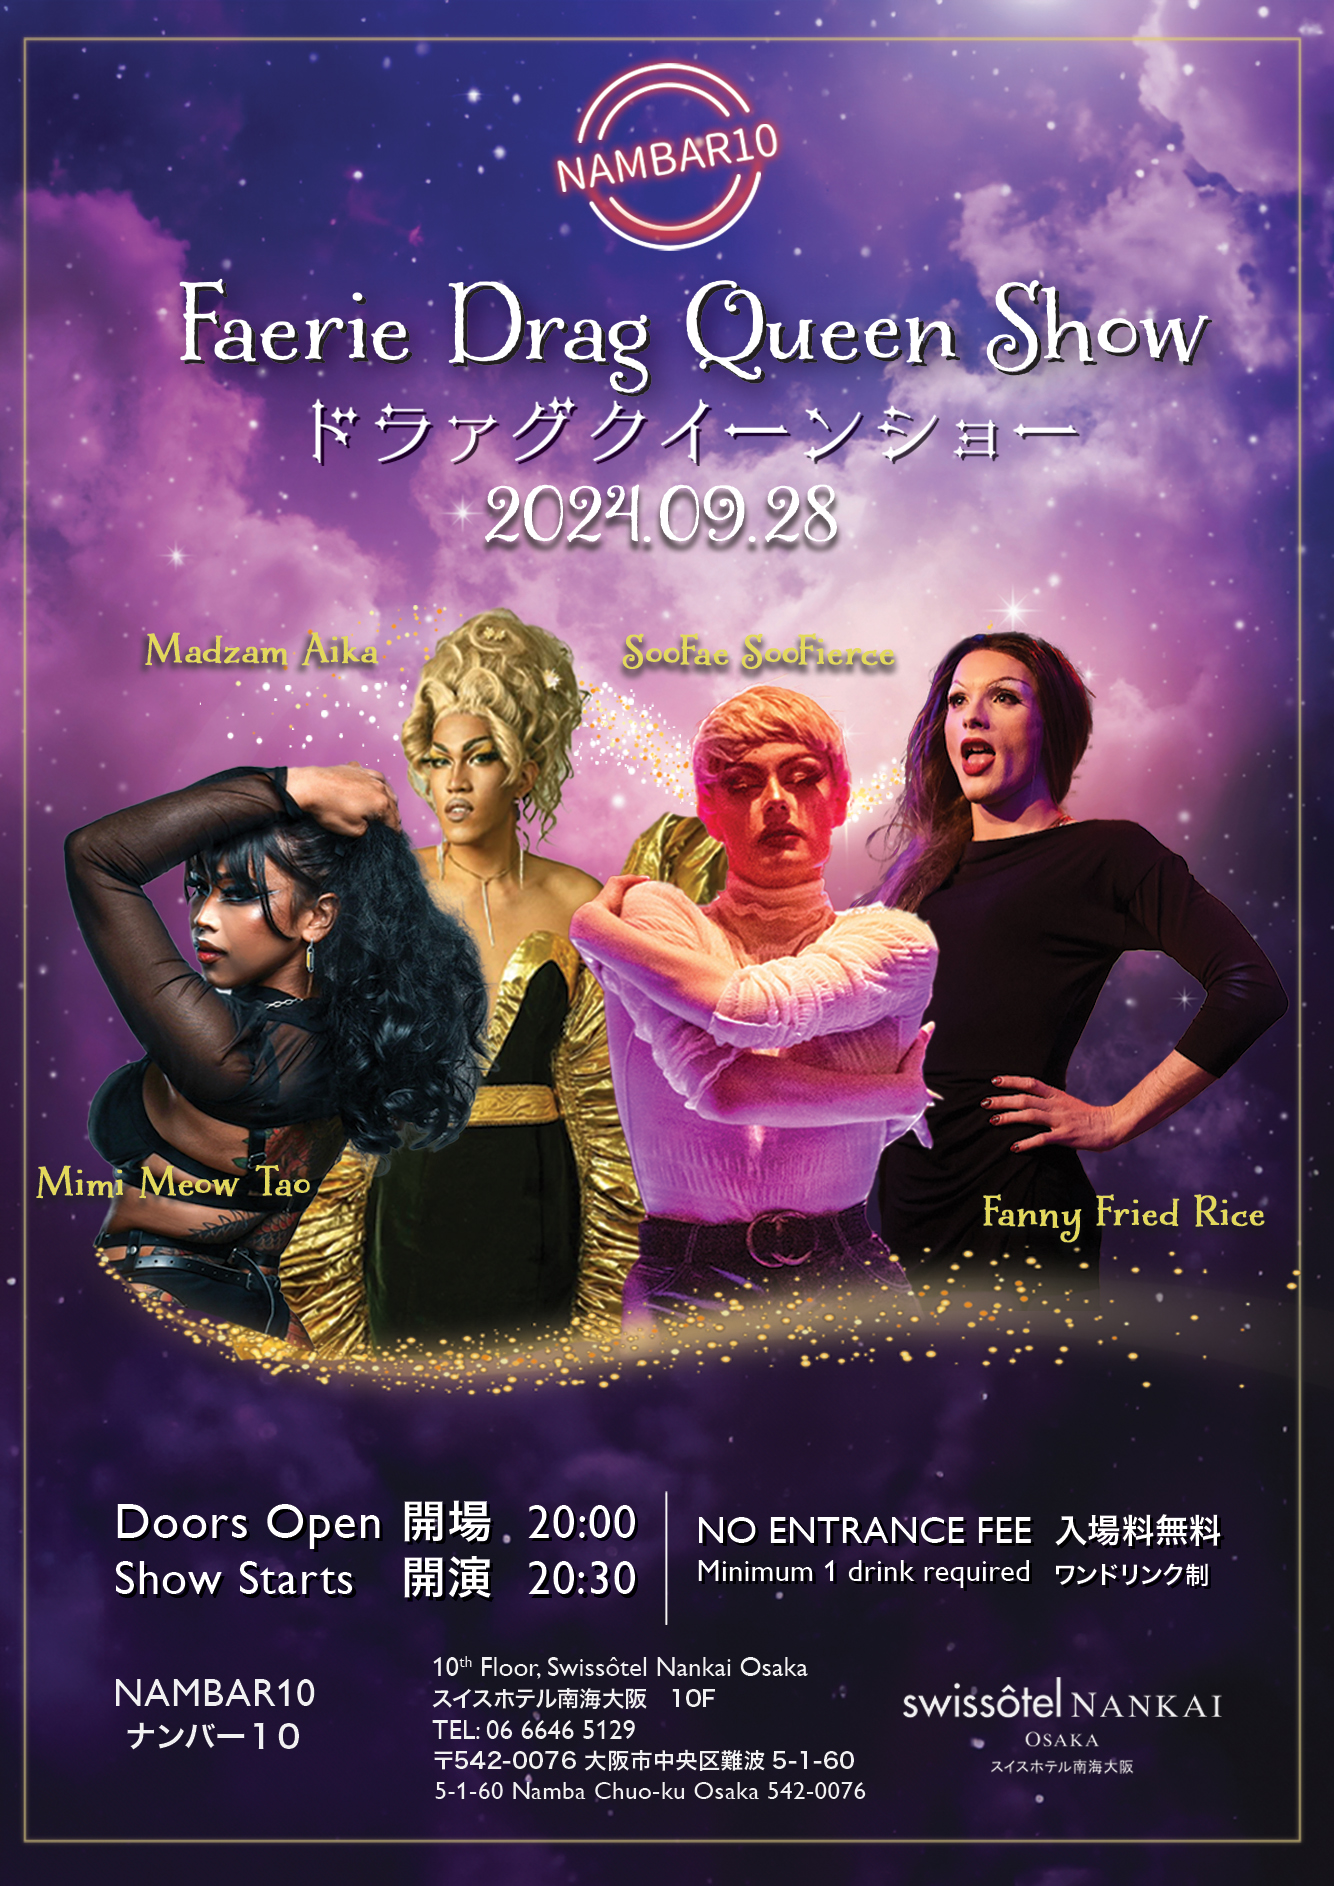 NAMBAR10
Faerie Drag Queen Show
ドラァグクイーンショー
2024.09.28
Madzam Aika
SooFae SooFierce
Mimi Meow Tao
Fanny Fried Rice
Doors Open 開場 20:00
Show Starts 開演 20:30
NO ENTRANCE FEE 入場料無料
Minimum 1 drink required ワンドリンク制
NAMBAR10
ナンバー10
10th Floor, Swissôtel Nankai Osaka
スイスホテル南海大阪 10F
TEL: 06 6646 5129
〒542-0076 大阪市中央区難波 5-1-60
5-1-60 Namba Chuo-ku Osaka 542-0076
swissôtel NANKAI
OSAKA
スイスホテル南海大阪